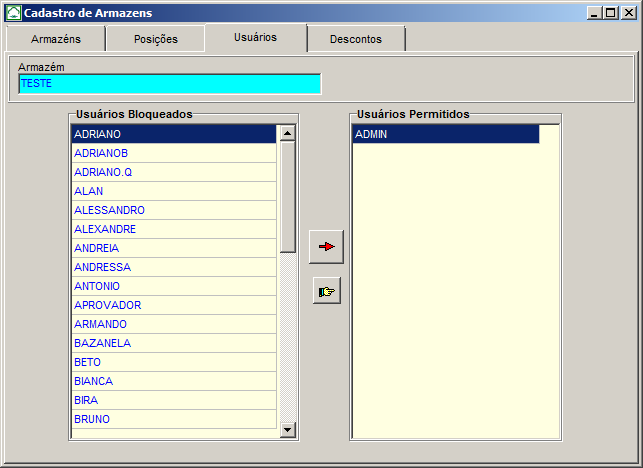 Cadastro de Armazens
Armazéns Posições Usuários Descontos
Armazém
TESTE
Usuários Bloqueados
ADRIANO
ADRIANOB
ADRIANO.Q
ALAN
ALESSANDRO
ALEXANDRE
ANDREIA
ANDRESSA
ANTONIO
APROVADOR
ARMANDO
BAZANELA
BETO
BIANCA
BIRA
BRUNO
Usuários Permitidos
ADMIN